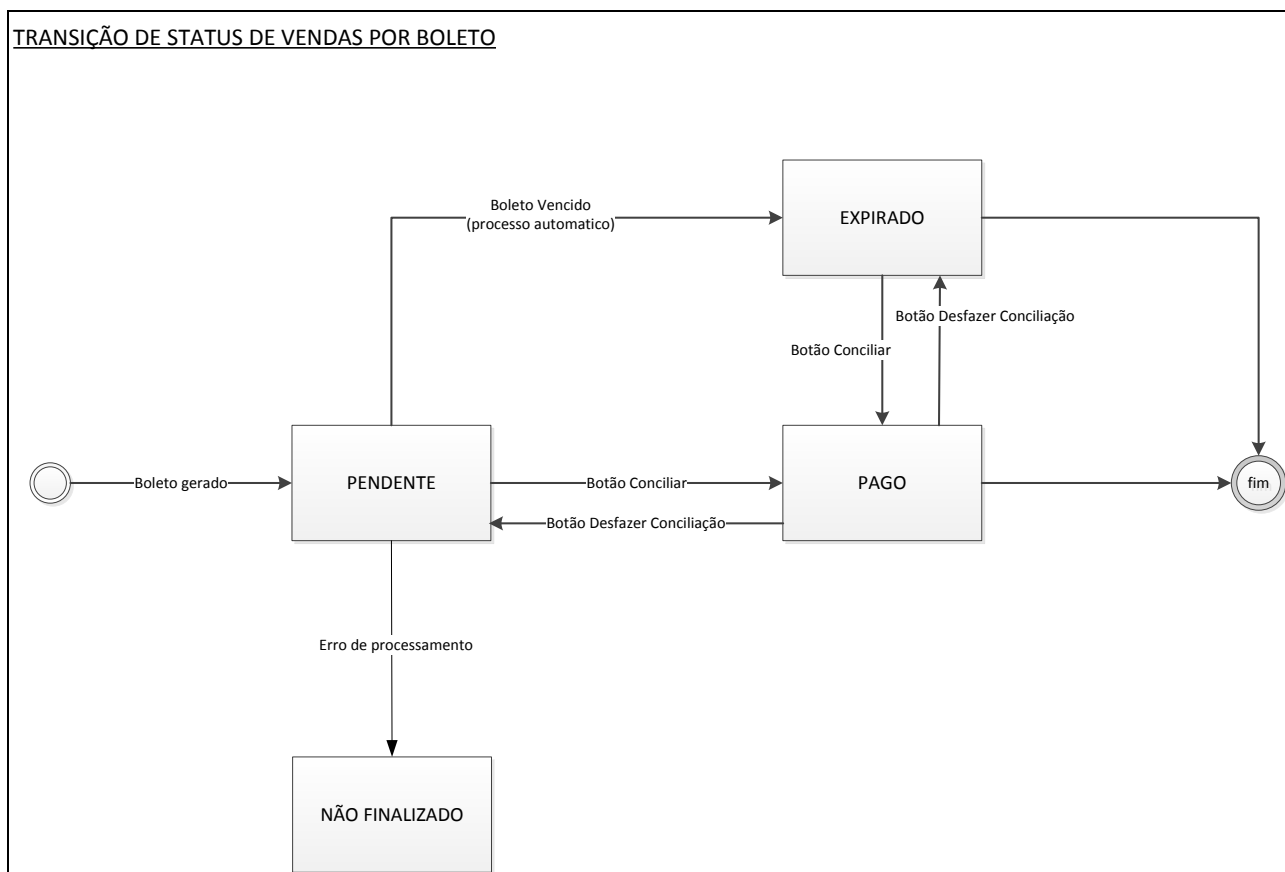 TRANSIÇÃO DE STATUS DE VENDAS POR BOLETO
Boleto Vencido
(processo automatico)
EXPIRADO
Botão Desfazer Conciliação
Botão Conciliar
Boleto gerado
PENDENTE
Botão Conciliar
PAGO
fim
Botão Desfazer Conciliação
Erro de processamento
NÃO FINALIZADO